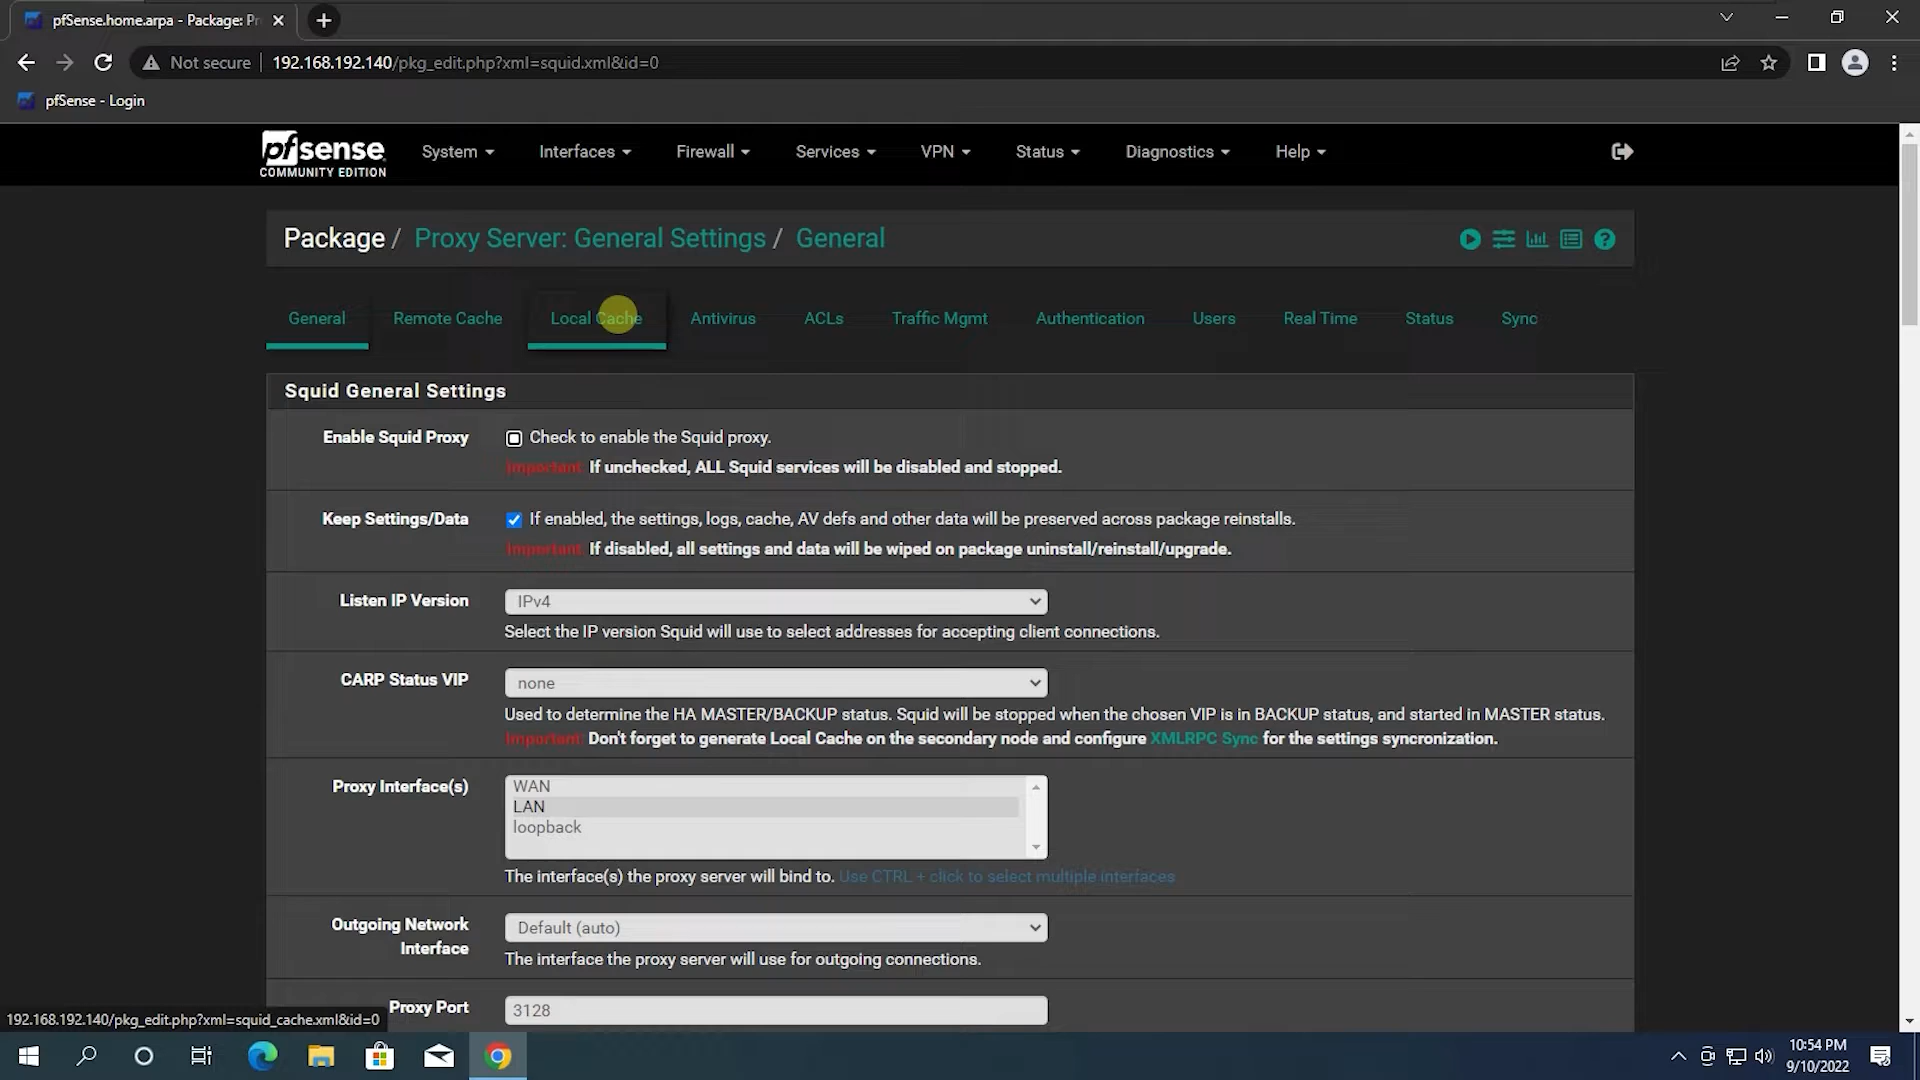 pfSense.home.arpa - Package: Pr
Not secure
192.168.192.140/pkg_edit.php?xml=squid.xml&id=0
pfSense - Login
pfsense
COMMUNITY EDITION
System
Interfaces
Firewall
Services
VPN
Status
Diagnostics
Help
Package / Proxy Server: General Settings / General
General
Remote Cache
Local Cache
Antivirus
ACLs
Traffic Mgmt
Authentication
Users
Real Time
Status
Sync
Squid General Settings
Enable Squid Proxy
Check to enable the Squid proxy.
Important: If unchecked, ALL Squid services will be disabled and stopped.
Keep Settings/Data
If enabled, the settings, logs, cache, AV defs and other data will be preserved across package reinstalls.
Important: If disabled, all settings and data will be wiped on package uninstall/reinstall/upgrade.
Listen IP Version
IPv4
Select the IP version Squid will use to select addresses for accepting client connections.
CARP Status VIP
none
Used to determine the HA MASTER/BACKUP status. Squid will be stopped when the chosen VIP is in BACKUP status, and started in MASTER status.
Important: Don't forget to generate Local Cache on the secondary node and configure XMLRPC Sync for the settings syncronization.
Proxy Interface(s)
WAN
LAN
loopback
The interface(s) the proxy server will bind to. Use CTRL + click to select multiple interfaces
Outgoing Network
Interface
Default (auto)
The interface the proxy server will use for outgoing connections.
Proxy Port
3128
192.168.192.140/pkg_edit.php?xml=squid_cache.xml&id=0
10:54 PM
9/10/2022